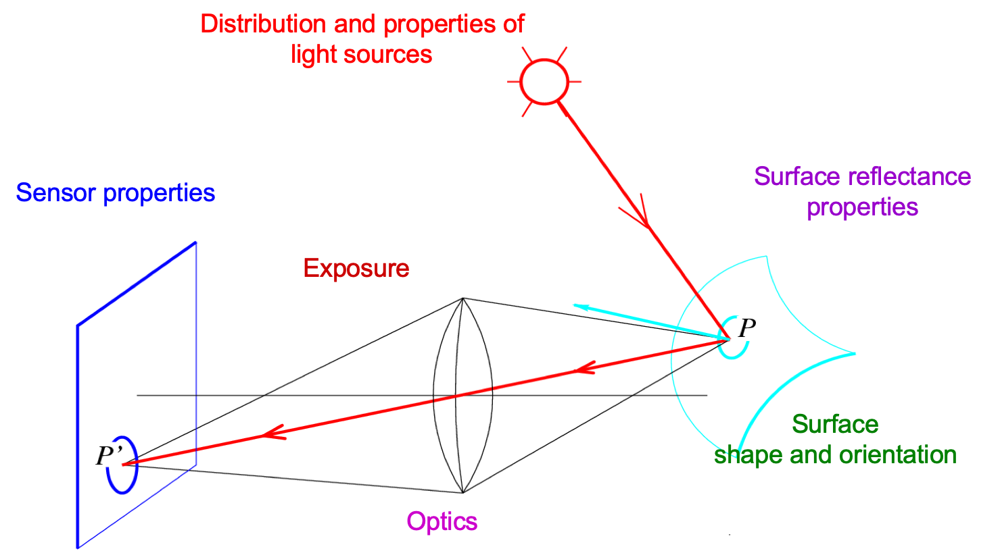 Distribution and properties of
light sources
Sensor properties
Surface reflectance
properties
Exposure
P
P’
Surface
shape and orientation
Optics